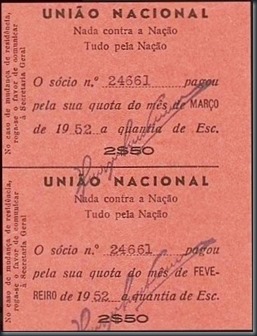 UNIÃO NACIONAL
Nada contra a Nação
Tudo pela Nação
O sócio n.º 24661 pagou
pela sua quota do mês de MARÇO
de 1952 a quantia de Esc.
2$50
No caso de mudança de residência,
rogase o favor de comunicar
à Secretaria Geral
UNIÃO NACIONAL
Nada contra a Nação
Tudo pela Nação
O sócio n.º 24661 pagou
pela sua quota do mês de FEVE-
REIRO de 1952 a quantia de Esc.
2$50
No caso de mudança de residência,
rogase o favor de comunicar
à Secretaria Geral